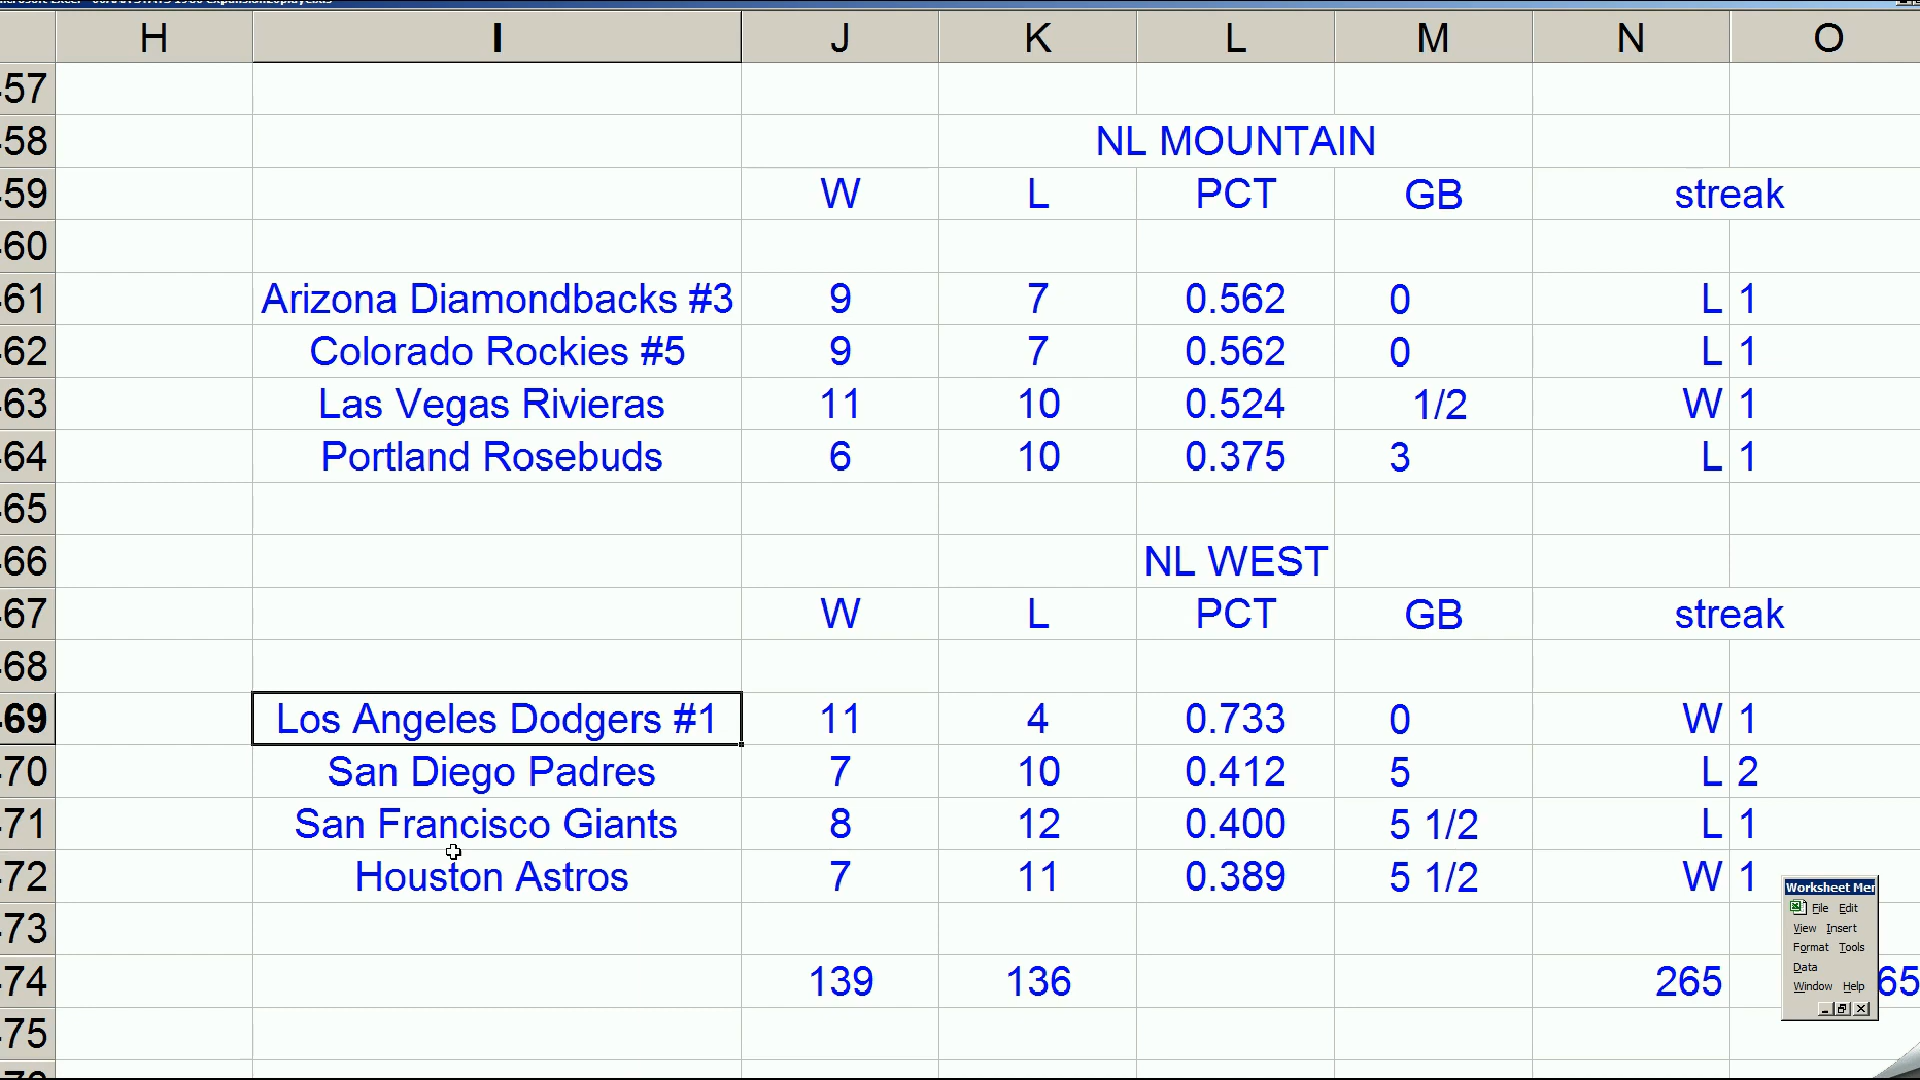 H I J K L M N O
57
58 NL MOUNTAIN
59 W L PCT GB streak
60
61 Arizona Diamondbacks #3 9 7 0.562 0 L 1
62 Colorado Rockies #5 9 7 0.562 0 L 1
63 Las Vegas Rivieras 11 10 0.524 1/2 W 1
64 Portland Rosebuds 6 10 0.375 3 L 1
65
66 NL WEST
67 W L PCT GB streak
68
69 Los Angeles Dodgers #1 11 4 0.733 0 W 1
70 San Diego Padres 7 10 0.412 5 L 2
71 San Francisco Giants 8 12 0.400 5 1/2 L 1
72 Houston Astros 7 11 0.389 5 1/2 W 1
73
74 139 136 265 65
75
Worksheet Men
File Edit
View Insert
Format Tools
Data
Window Help